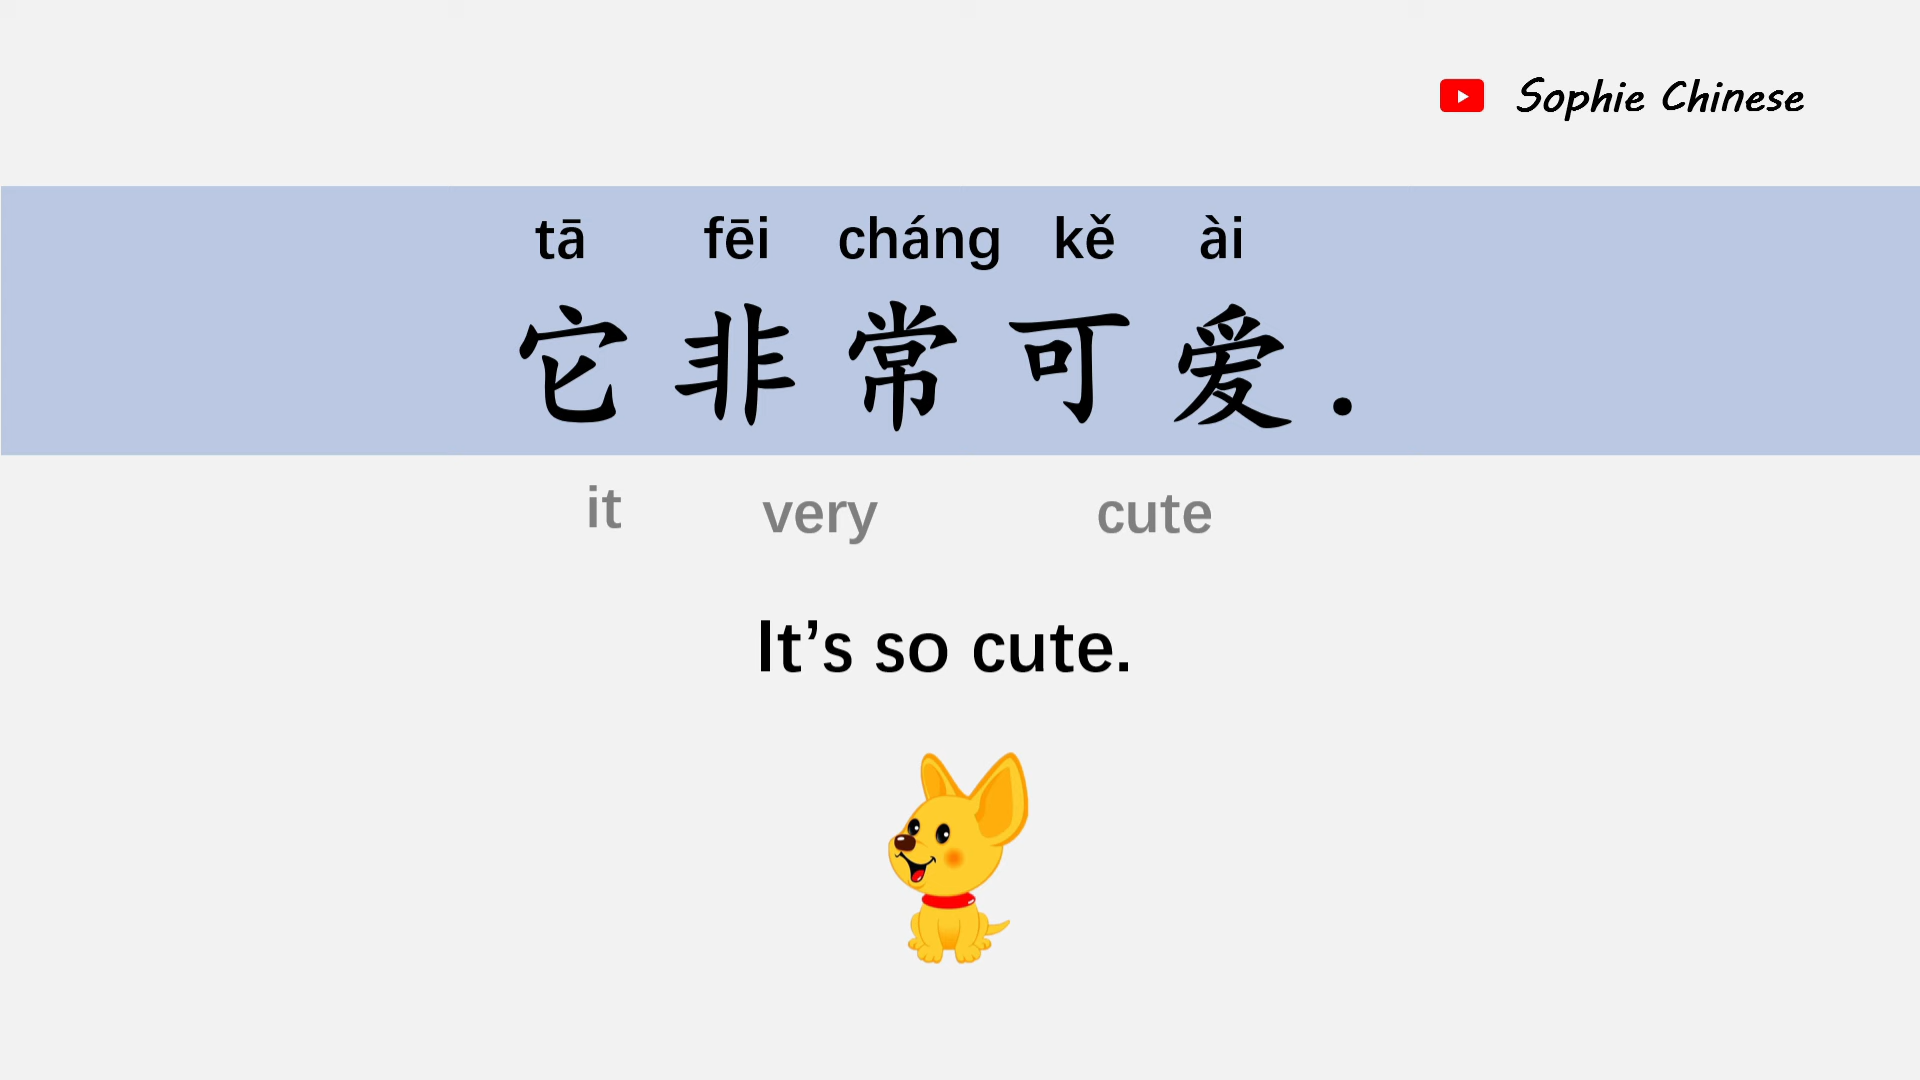 Sophie Chinese
tā fēi cháng kě ài
它非常可爱.
it very cute
It’s so cute.